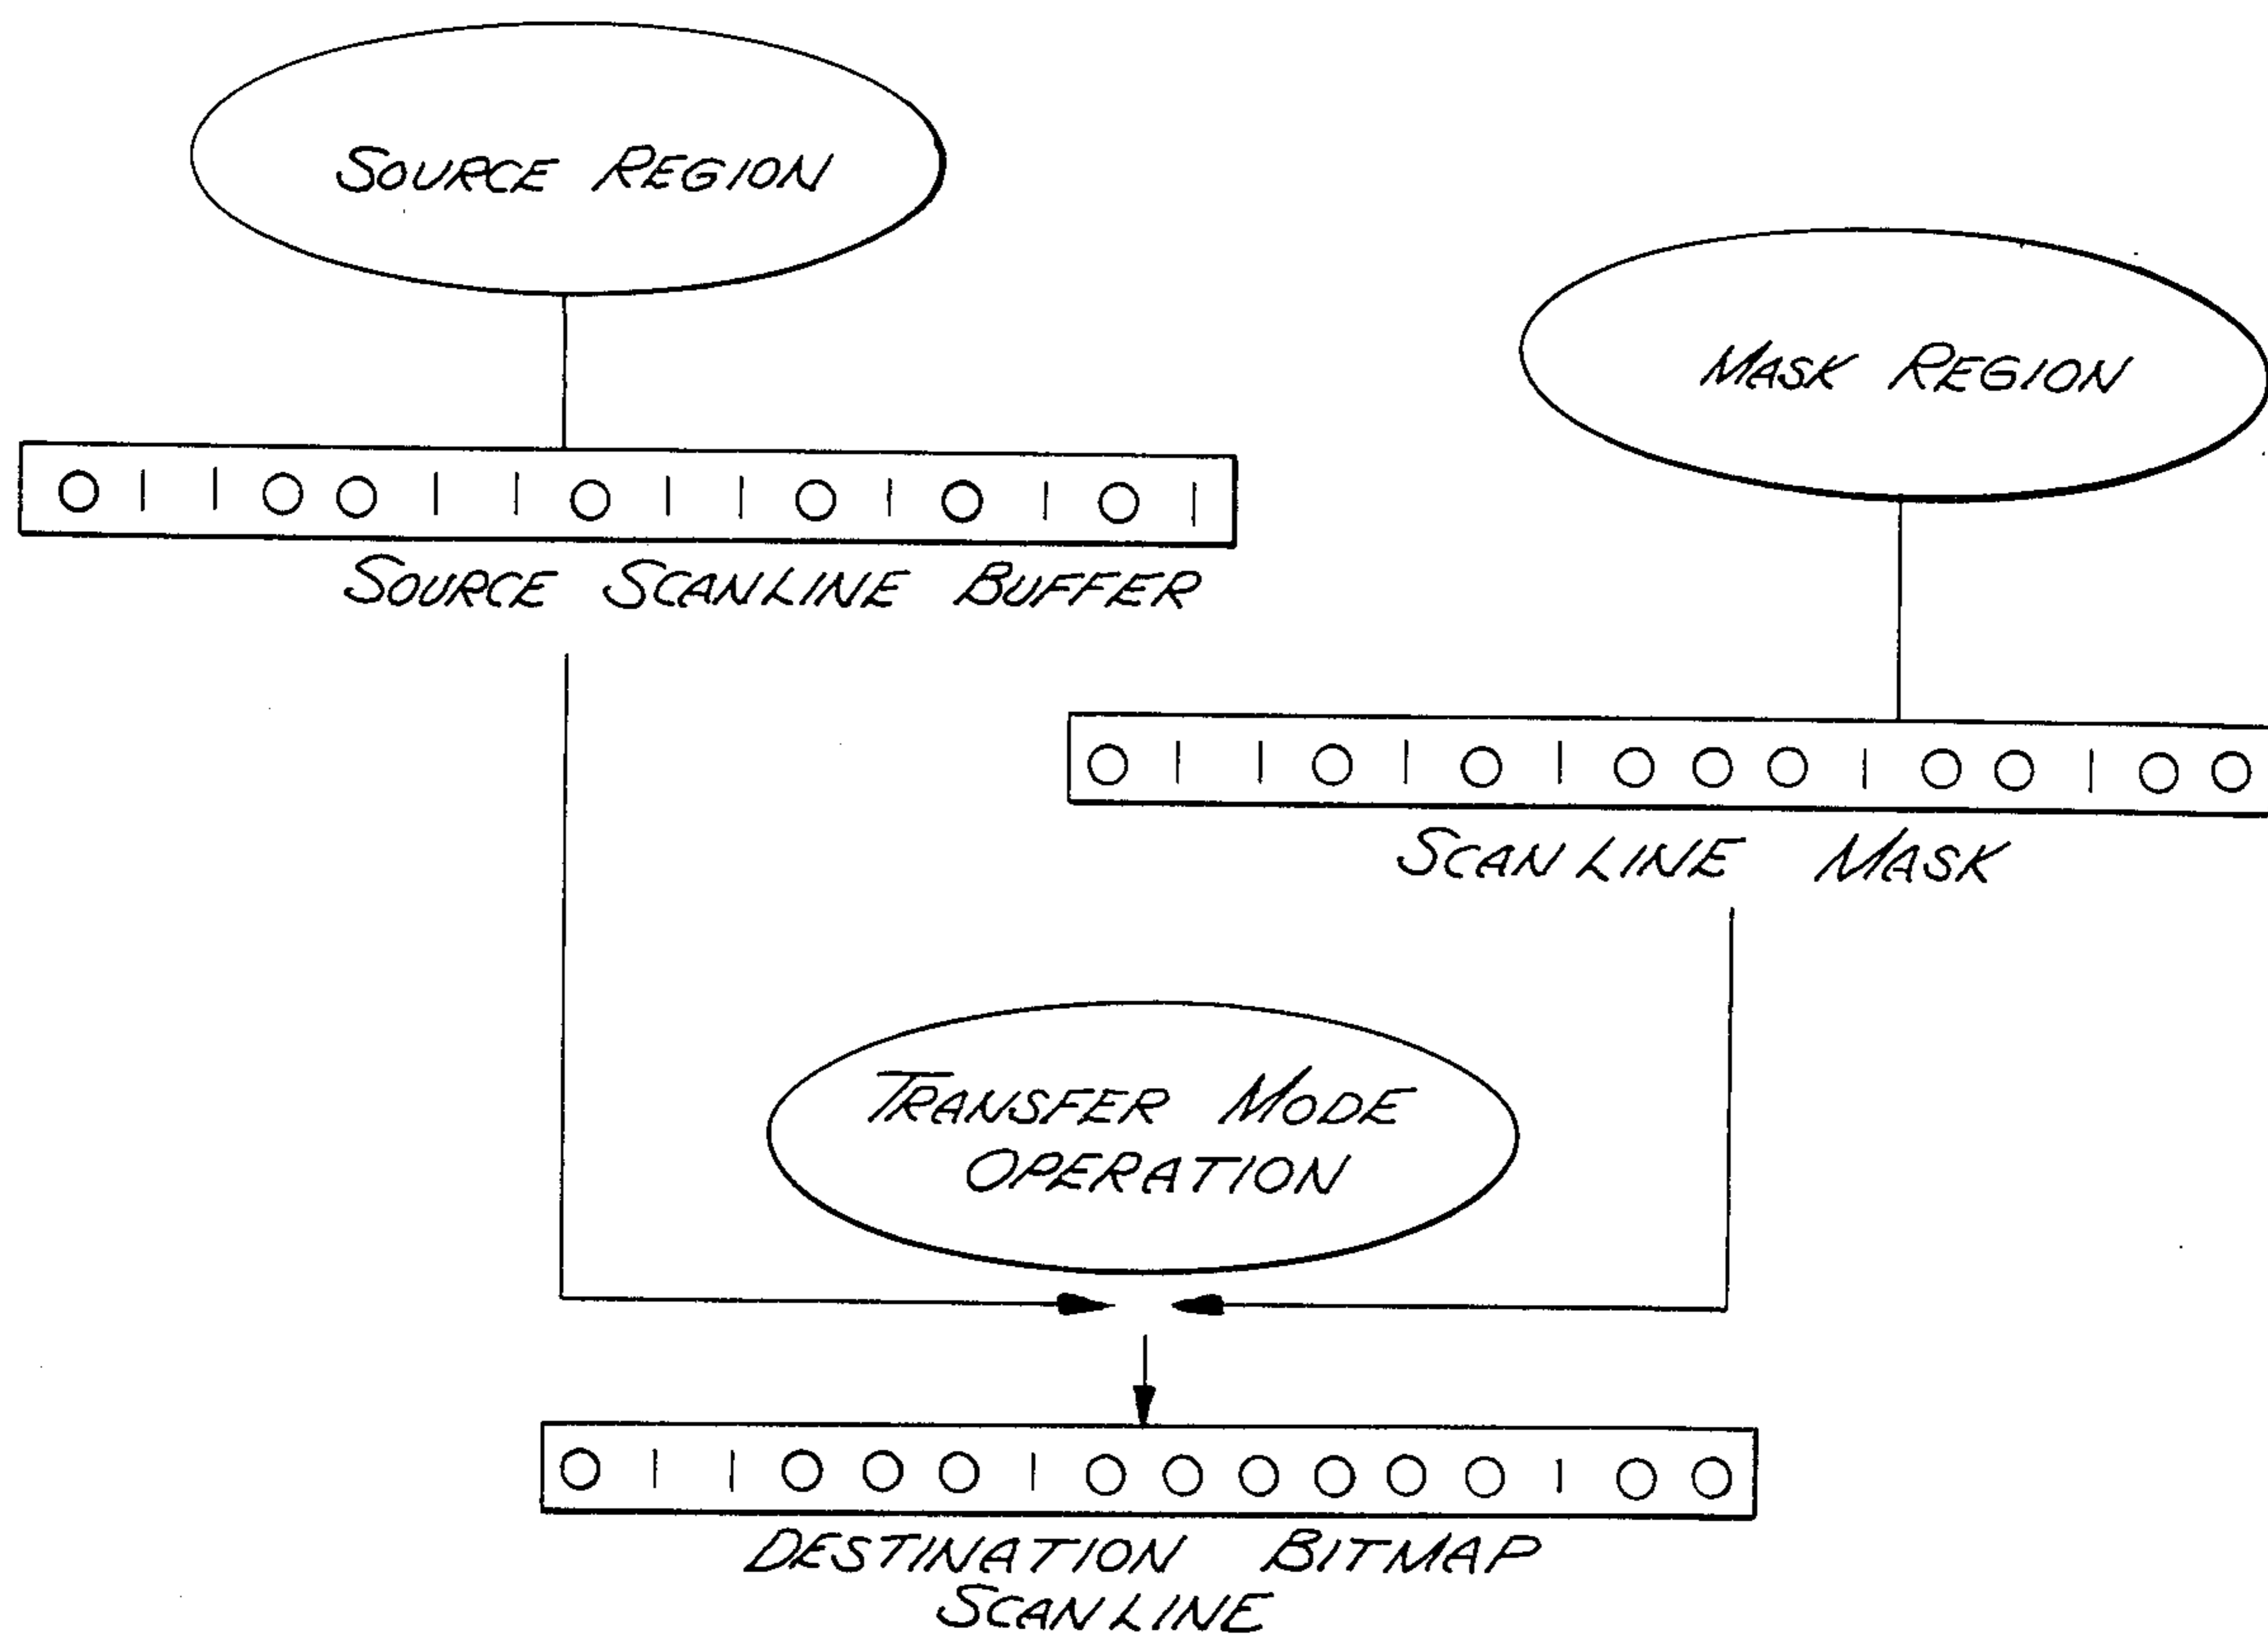 SOURCE REGION
MASK REGION
0 1 1 0 0 1 1 0 1 1 0 1 0 1 0 1
SOURCE SCANLINE BUFFER
0 1 1 0 1 0 1 0 0 0 1 0 0 1 0 0
SCANLINE MASK
TRANSFER MODE
OPERATION
0 1 1 0 0 0 1 0 0 0 0 0 0 1 0 0
DESTINATION BITMAP
SCANLINE